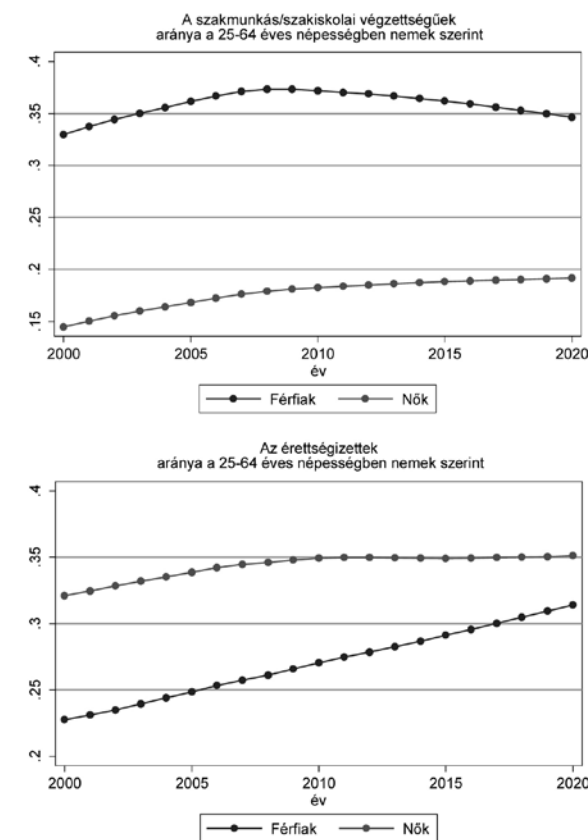 A szakmunkás/szakiskolai végzettségűek
aránya a 25-64 éves népességben nemek szerint
.4
.35
.3
.25
.2
.15
2000 2005 2010 2015 2020
év
Férfiak Nők
Az érettségizettek
aránya a 25-64 éves népességben nemek szerint
.4
.35
.3
.25
.2
2000 2005 2010 2015 2020
év
Férfiak Nők